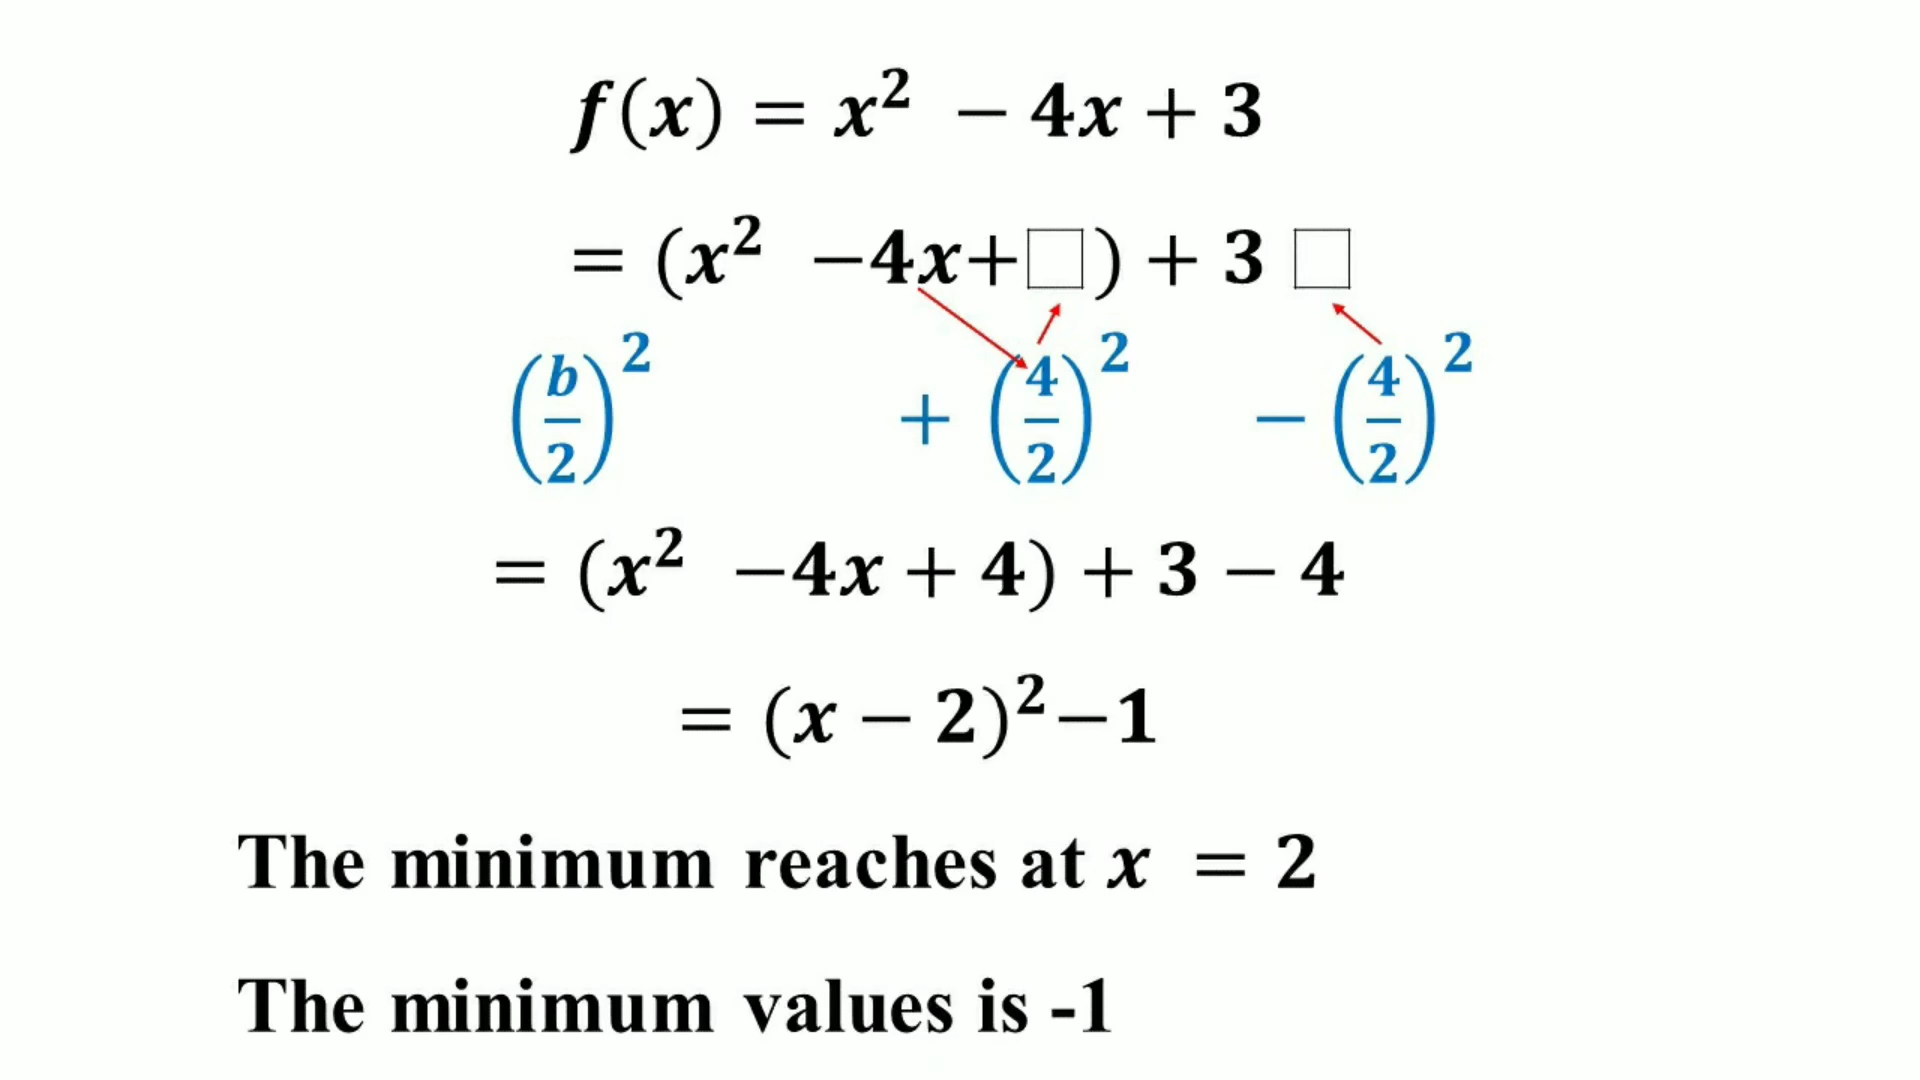 f(x) = x² − 4x + 3
= (x² −4x+□) + 3 □
(b/2)² + (4/2)² − (4/2)²
= (x² −4x + 4) + 3 − 4
= (x − 2)²−1
The minimum reaches at x = 2
The minimum values is -1